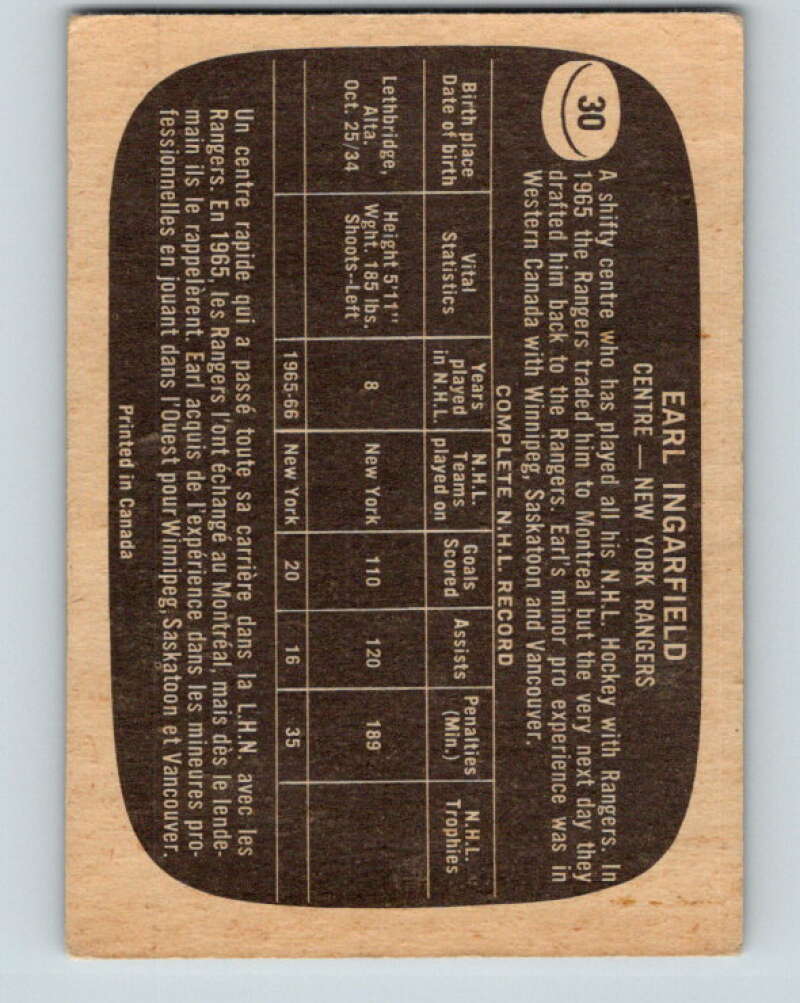 30
EARL INGARFIELD
CENTRE — NEW YORK RANGERS
A shifty centre who has played all his N.H.L. Hockey with Rangers. In
1965 the Rangers traded him to Montreal but the very next day they
drafted him back to the Rangers. Earl's minor pro experience was in
Western Canada with Winnipeg, Saskatoon and Vancouver.
COMPLETE N.H.L. RECORD
Birth place Date of birth | Vital Statistics | Years played in N.H.L. | N.H.L. Teams played on | Goals Scored | Assists | Penalties (Min.) | N.H.L. Trophies
Lethbridge, Alta. Oct. 25/34 | Height 5'11" Wght. 185 lbs. Shoots--Left | 8 | New York | 110 | 120 | 189
1965-66 | New York | 20 | 16 | 35
Un centre rapide qui a passé toute sa carrière dans la L.H.N. avec les
Rangers. En 1965, les Rangers l'ont échangé au Montréal, mais dès le lende-
main ils le rappelèrent. Earl acquis de l'expérience dans les mineures pro-
fessionnelles en jouant dans l'Ouest pour Winnipeg, Saskatoon et Vancouver.
Printed in Canada